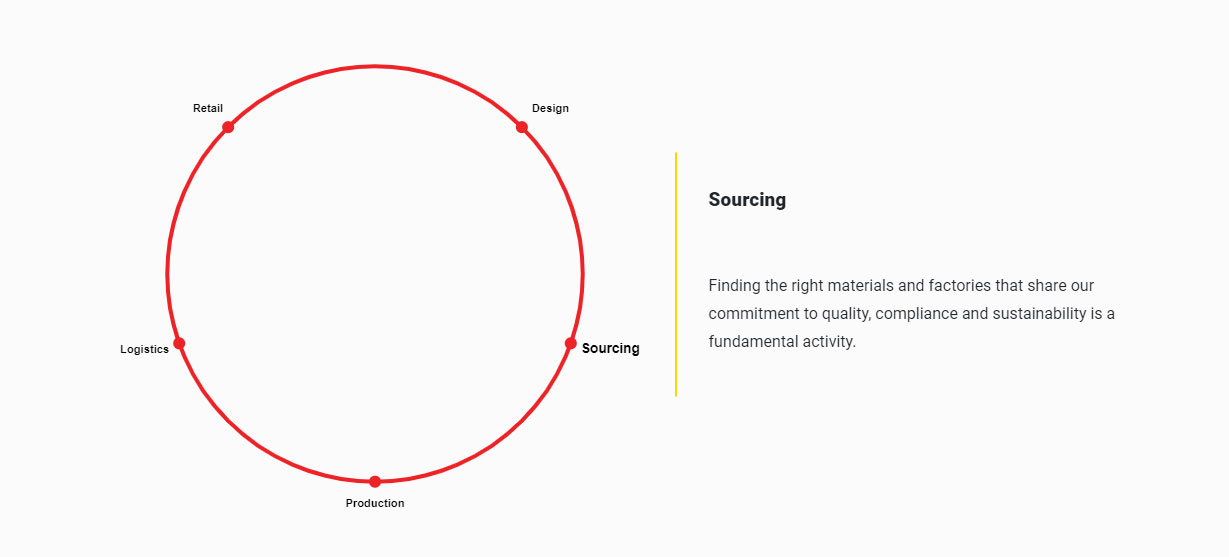 Retail
Design
Sourcing
Logistics
Production
Sourcing
Finding the right materials and factories that share our
commitment to quality, compliance and sustainability is a
fundamental activity.